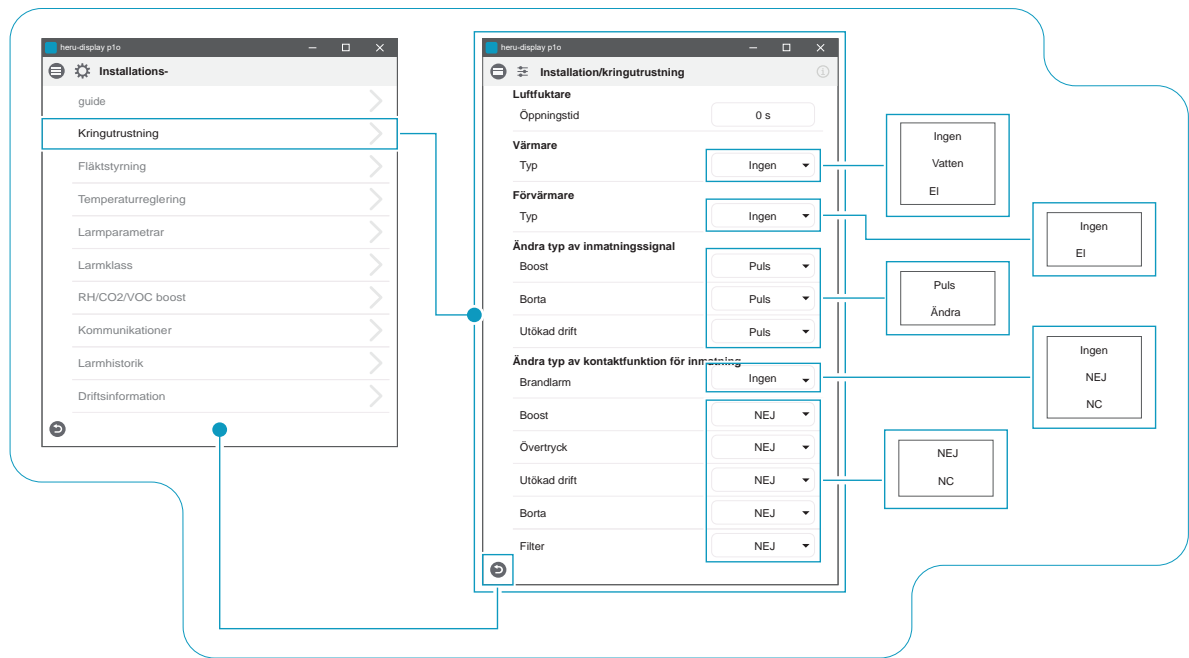 heru-display p1o
Installations-
guide
Kringutrustning
Fläktstyrning
Temperaturreglering
Larmparametrar
Larmklass
RH/CO2/VOC boost
Kommunikationer
Larmhistorik
Driftsinformation
heru-display p1o
Installation/kringutrustning
Luftfuktare
Öppningstid 0 s
Värmare
Typ Ingen
Förvärmare
Typ Ingen
Ändra typ av inmatningssignal
Boost Puls
Borta Puls
Utökad drift Puls
Ändra typ av kontaktfunktion för inmatning
Brandlarm Ingen
Boost NEJ
Övertryck NEJ
Utökad drift NEJ
Borta NEJ
Filter NEJ
Ingen
Vatten
El
Ingen
El
Puls
Ändra
Ingen
NEJ
NC
NEJ
NC